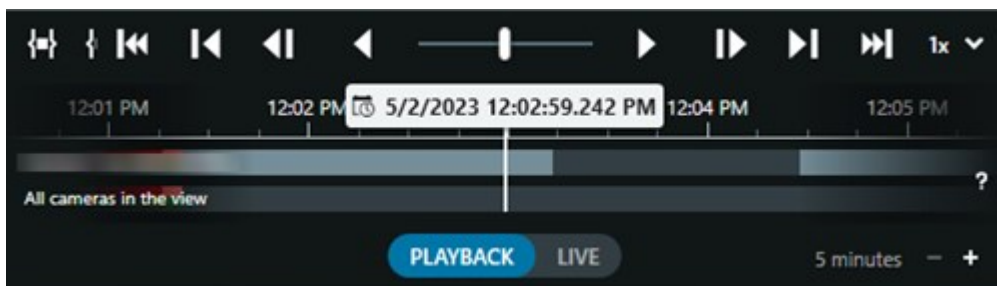 1x
12:01 PM 12:02 PM 5/2/2023 12:02:59.242 PM 12:04 PM 12:05 PM
?
All cameras in the view
PLAYBACK LIVE 5 minutes - +